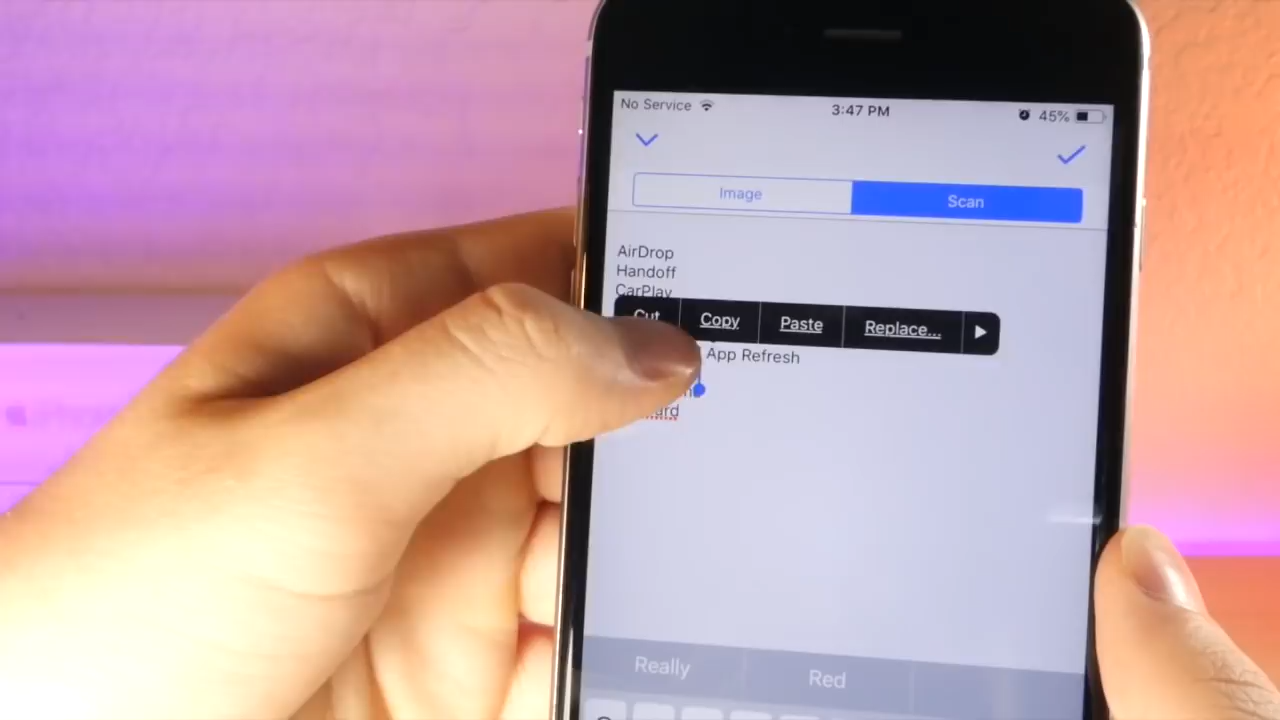 No Service 3:47 PM 45%
Image Scan
AirDrop
Handoff
CarPlay
Cut Copy Paste Replace... ▶
App Refresh
Really Red